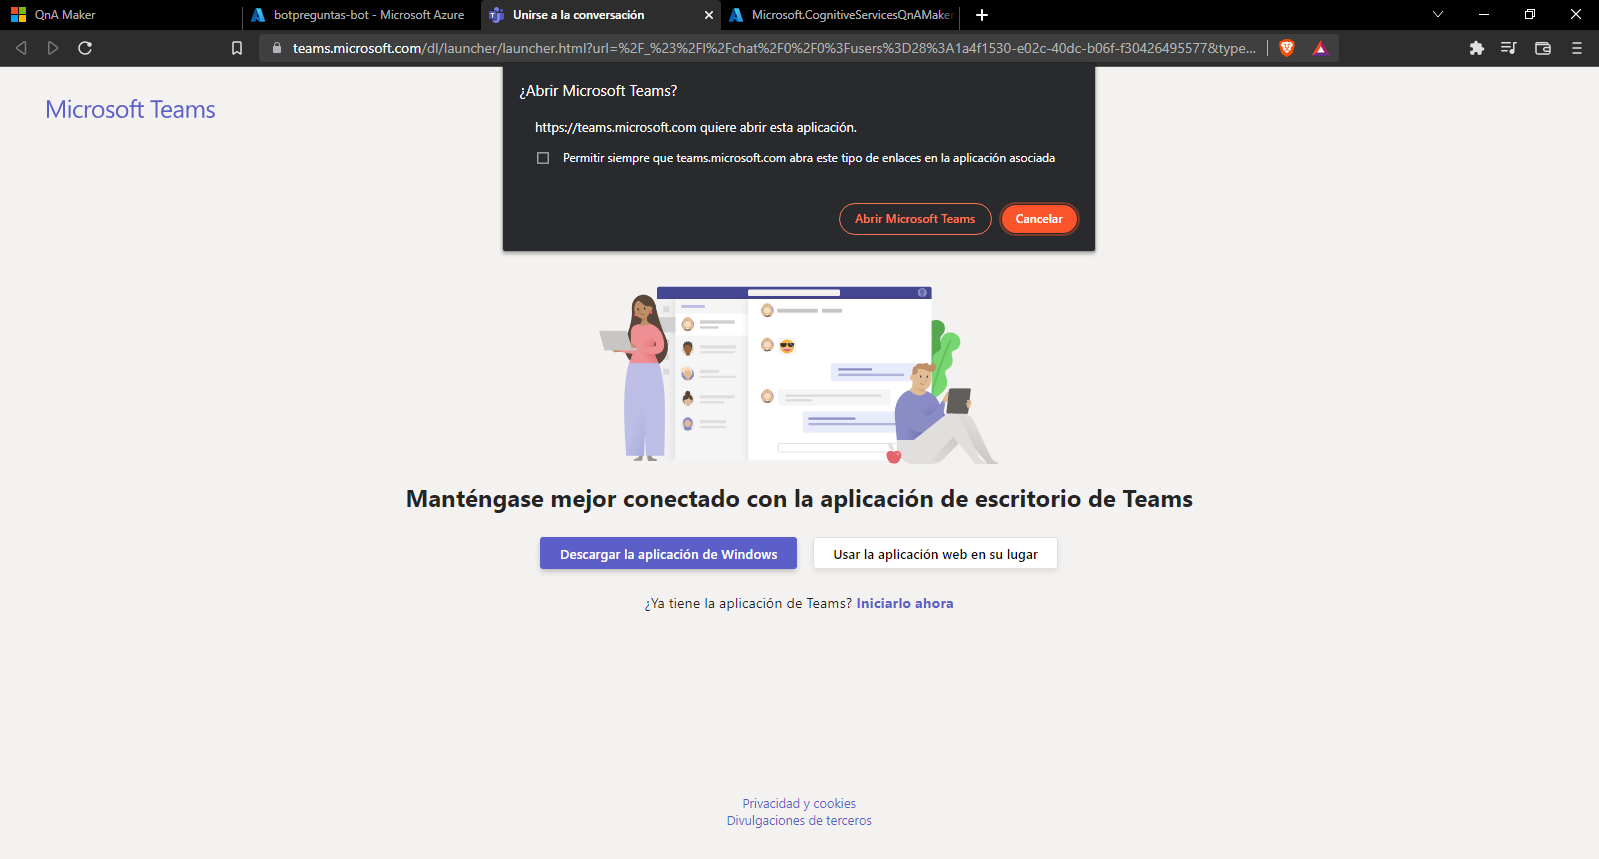 QnA Maker
botpreguntas-bot - Microsoft Azure
Unirse a la conversación
Microsoft.CognitiveServicesQnAMaker
teams.microsoft.com/dl/launcher/launcher.html?url=%2F_%23%2Fl%2Fchat%2F0%2F0%3Fusers%3D28%3A1a4f1530-e02c-40dc-b06f-f30426495577&type...
Microsoft Teams
¿Abrir Microsoft Teams?
https://teams.microsoft.com quiere abrir esta aplicación.
Permitir siempre que teams.microsoft.com abra este tipo de enlaces en la aplicación asociada
Abrir Microsoft Teams
Cancelar
Manténgase mejor conectado con la aplicación de escritorio de Teams
Descargar la aplicación de Windows
Usar la aplicación web en su lugar
¿Ya tiene la aplicación de Teams? Iniciarlo ahora
Privacidad y cookies
Divulgaciones de terceros